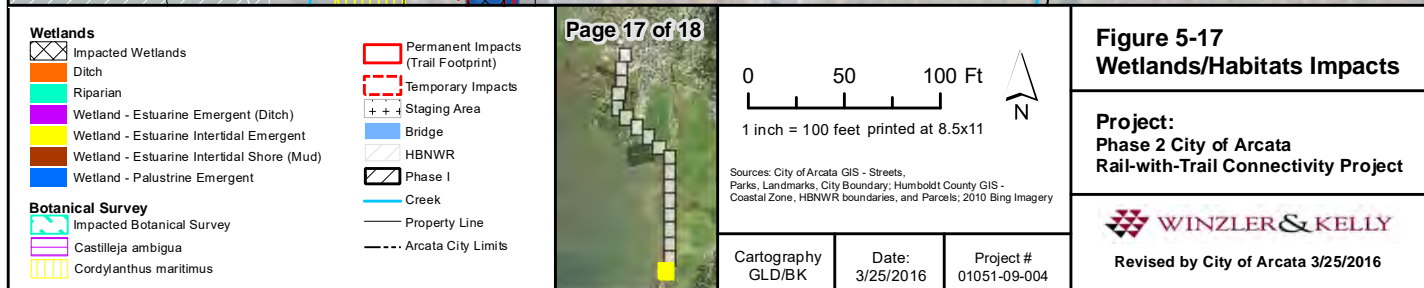 Wetlands
Impacted Wetlands
Ditch
Riparian
Wetland - Estuarine Emergent (Ditch)
Wetland - Estuarine Intertidal Emergent
Wetland - Estuarine Intertidal Shore (Mud)
Wetland - Palustrine Emergent
Botanical Survey
Impacted Botanical Survey
Castilleja ambigua
Cordylanthus maritimus
Permanent Impacts
(Trail Footprint)
Temporary Impacts
Staging Area
Bridge
HBNWR
Phase I
Creek
Property Line
Arcata City Limits
Page 17 of 18
0 50 100 Ft
N
1 inch = 100 feet printed at 8.5x11
Sources: City of Arcata GIS - Streets,
Parks, Landmarks, City Boundary; Humboldt County GIS -
Coastal Zone, HBNWR boundaries, and Parcels; 2010 Bing Imagery
Cartography
GLD/BK
Date:
3/25/2016
Project #
01051-09-004
Figure 5-17
Wetlands/Habitats Impacts
Project:
Phase 2 City of Arcata
Rail-with-Trail Connectivity Project
WINZLER & KELLY
Revised by City of Arcata 3/25/2016